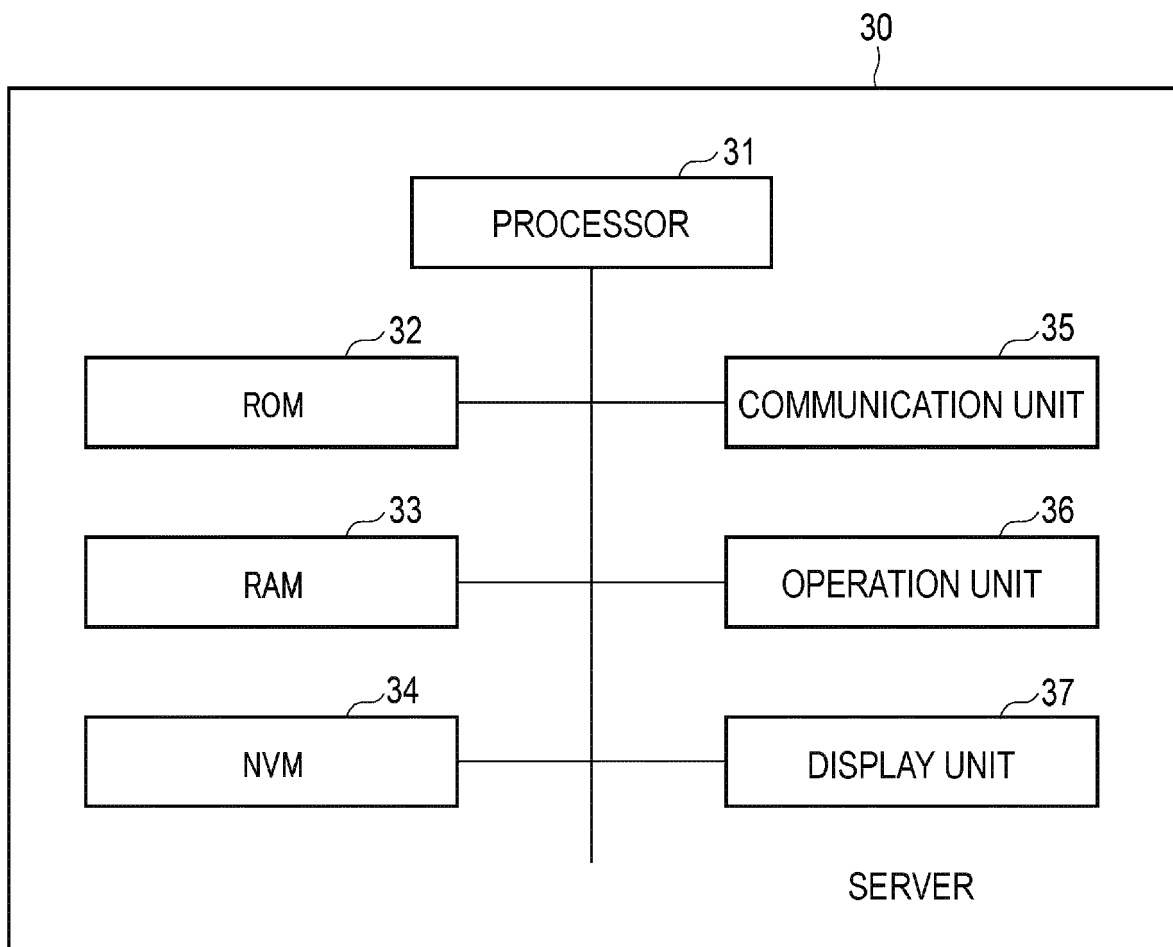 30
31
PROCESSOR
32
ROM
35
COMMUNICATION UNIT
33
RAM
36
OPERATION UNIT
34
NVM
37
DISPLAY UNIT
SERVER